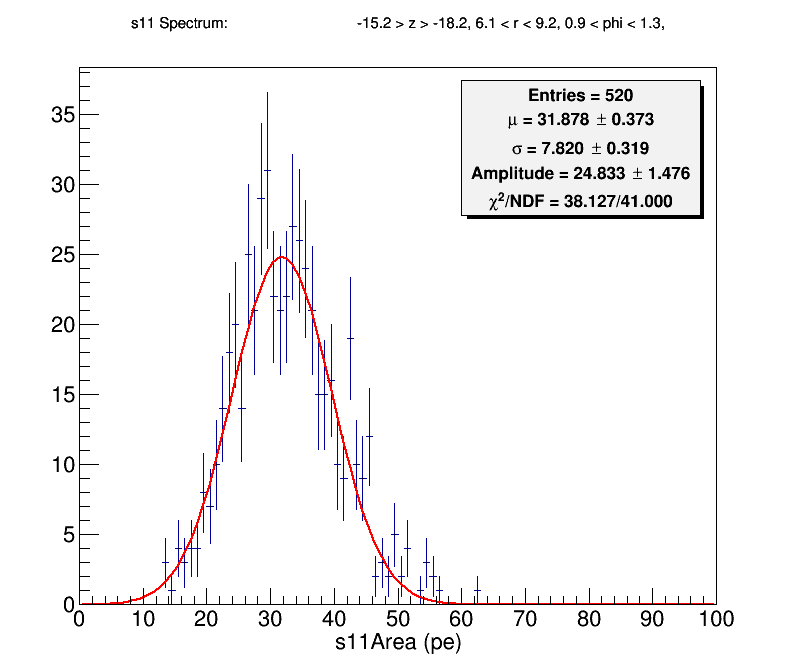 s11 Spectrum: -15.2 > z > -18.2, 6.1 < r < 9.2, 0.9 < phi < 1.3,
Entries = 520
μ = 31.878 ± 0.373
σ = 7.820 ± 0.319
Amplitude = 24.833 ± 1.476
χ²/NDF = 38.127/41.000
35
30
25
20
15
10
5
0
0 10 20 30 40 50 60 70 80 90 100
s11Area (pe)